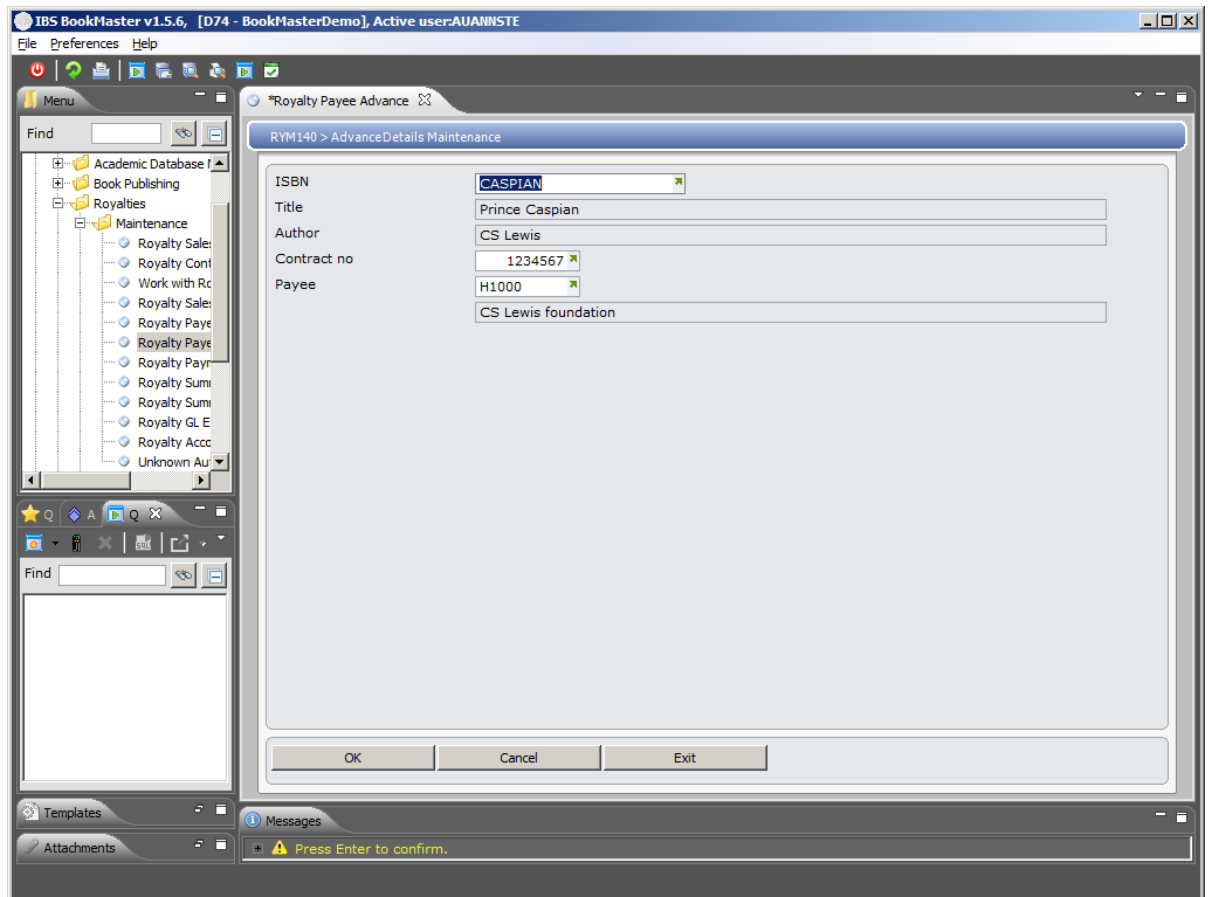 IBS BookMaster v1.5.6, [D74 - BookMasterDemo], Active user:AUANNSTE
File Preferences Help
Menu
Find
Academic Database
Book Publishing
Royalties
Maintenance
Royalty Sale
Royalty Cont
Work with Ro
Royalty Sale
Royalty Paye
Royalty Paye
Royalty Payr
Royalty Sum
Royalty Sum
Royalty GL E
Royalty Acco
Unknown Au
Q A Q
Find
Templates
Attachments
*Royalty Payee Advance
RYM140 > AdvanceDetails Maintenance
ISBN CASPIAN
Title Prince Caspian
Author CS Lewis
Contract no 1234567
Payee H1000
CS Lewis foundation
OK Cancel Exit
Messages
Press Enter to confirm.